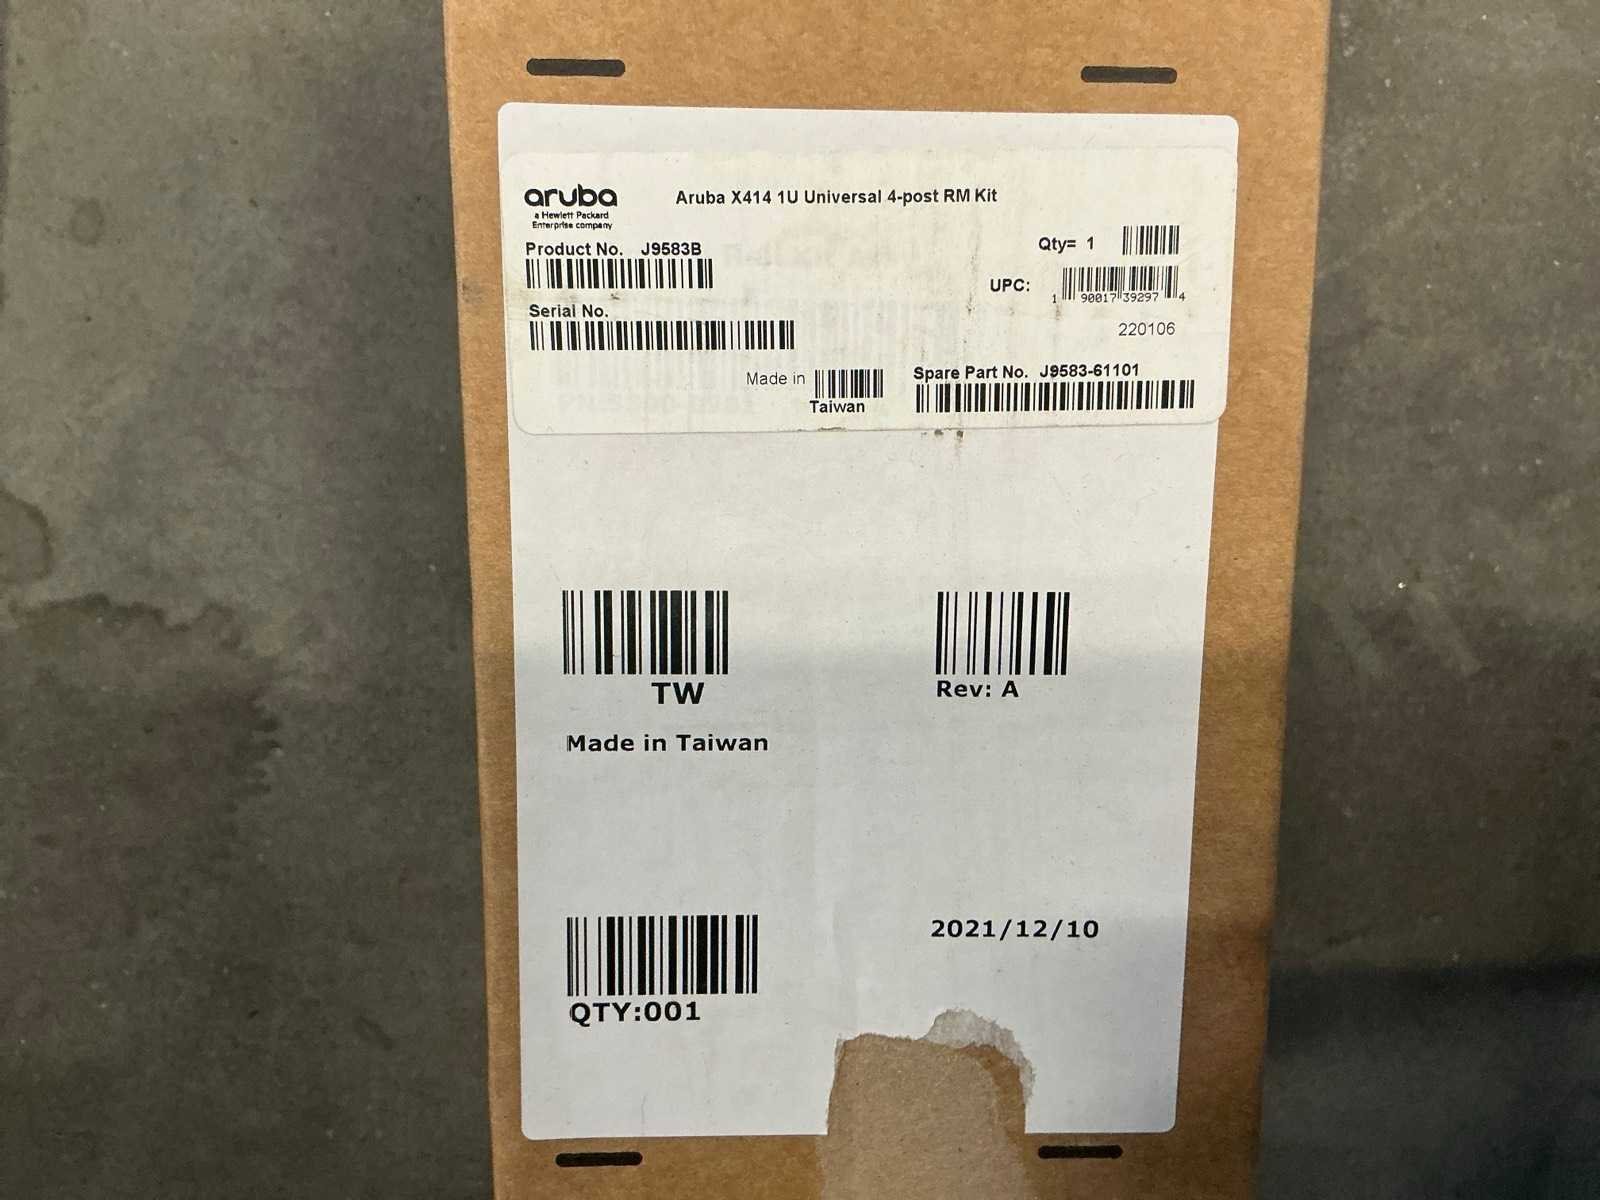 aruba
a Hewlett Packard
Enterprise company
Aruba X414 1U Universal 4-post RM Kit
Product No. J9583B
Qty= 1
UPC:
1 90017 39297 4
Serial No.
220106
Made in
Taiwan
Spare Part No. J9583-61101
TW
Rev: A
Made in Taiwan
QTY:001
2021/12/10